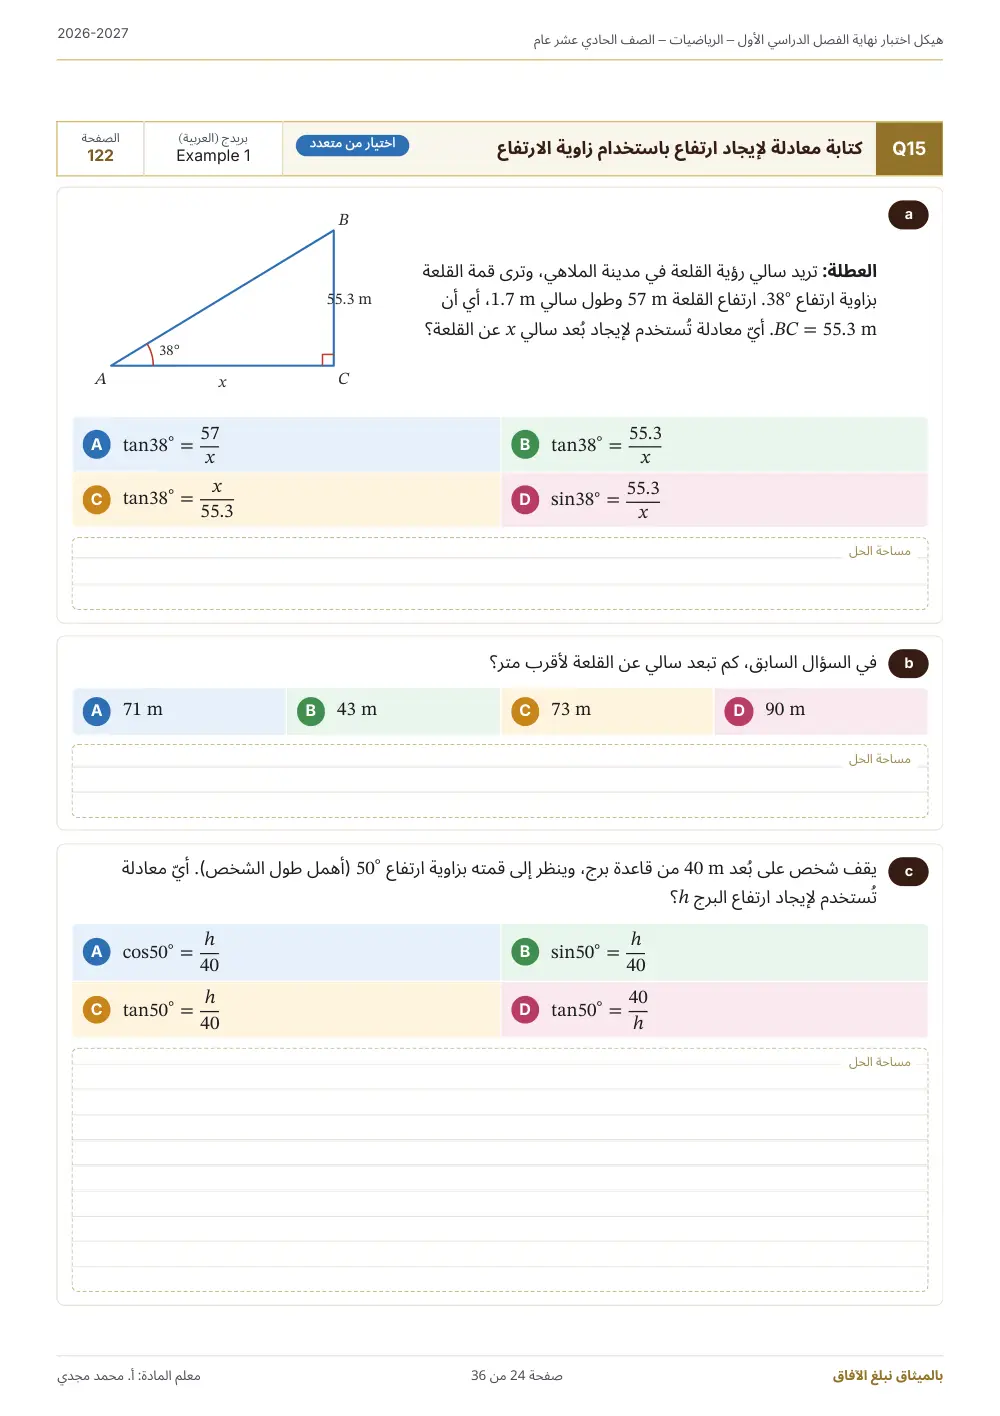 هيكل اختبار نهاية الفصل الدراسي الأول – الرياضيات – الصف الحادي عشر عام
2026-2027
Q15
كتابة معادلة لإيجاد ارتفاع باستخدام زاوية الارتفاع
اختيار من متعدد
بريدج (العربية)
Example 1
الصفحة
122
a
العطلة: تريد سالي رؤية القلعة في مدينة الملاهي، وترى قمة القلعة
بزاوية ارتفاع 38°. ارتفاع القلعة 57 m وطول سالي 1.7 m، أي أن
BC = 55.3 m. أيّ معادلة تُستخدم لإيجاد بُعد سالي x عن القلعة؟
B
55.3 m
38°
A
x
C
A tan38° = 57/x
B tan38° = 55.3/x
C tan38° = x/55.3
D sin38° = 55.3/x
مساحة الحل
b
في السؤال السابق، كم تبعد سالي عن القلعة لأقرب متر؟
A 71 m
B 43 m
C 73 m
D 90 m
مساحة الحل
c
يقف شخص على بُعد 40 m من قاعدة برج، وينظر إلى قمته بزاوية ارتفاع 50° (أهمل طول الشخص). أيّ معادلة
تُستخدم لإيجاد ارتفاع البرج h؟
A cos50° = h/40
B sin50° = h/40
C tan50° = h/40
D tan50° = 40/h
مساحة الحل
بالميثاق نبلغ الآفاق
صفحة 24 من 36
معلم المادة: أ. محمد مجدي